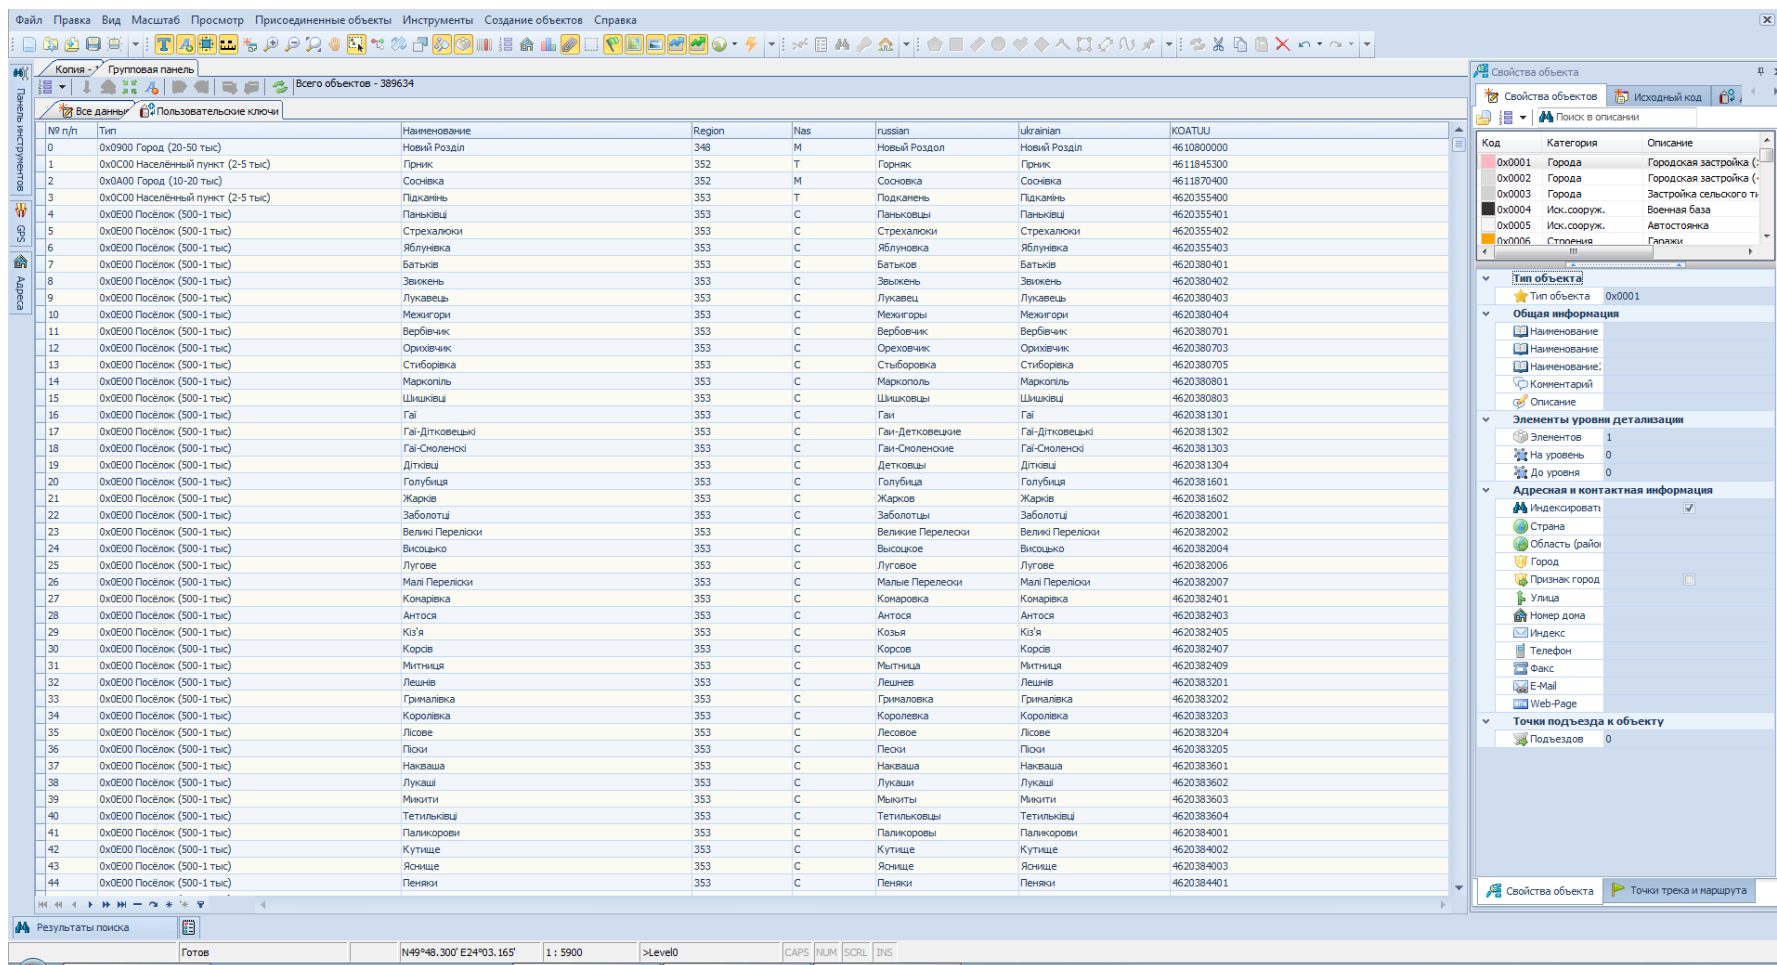 Файл Правка Вид Масштаб Просмотр Присоединенные объекты Инструменты Создание объектов Справка
Копия - Групповая панель
Всего объектов - 389634
Все данные Пользовательские ключи
Панель инструментов
GPS
Адреса
№ п/п Тип Наименование Region Nas russian ukrainian KOATUU
0 0x0900 Город (20-50 тыс) Новий Розділ 348 М Новый Роздол Новий Розділ 4610800000
1 0x0C00 Населённый пункт (2-5 тыс) Гірник 352 Т Горняк Гірник 4611845300
2 0x0A00 Город (10-20 тыс) Соснівка 352 М Сосновка Соснівка 4611870400
3 0x0C00 Населённый пункт (2-5 тыс) Підкамінь 353 Т Подкамень Підкамінь 4620355400
4 0x0E00 Посёлок (500-1 тыс) Паньківці 353 С Паньковцы Паньківці 4620355401
5 0x0E00 Посёлок (500-1 тыс) Стрехалюки 353 С Стрехалюки Стрехалюки 4620355402
6 0x0E00 Посёлок (500-1 тыс) Яблунівка 353 С Яблуновка Яблунівка 4620355403
7 0x0E00 Посёлок (500-1 тыс) Батьків 353 С Батьков Батьків 4620380401
8 0x0E00 Посёлок (500-1 тыс) Звижень 353 С Звыжень Звижень 4620380402
9 0x0E00 Посёлок (500-1 тыс) Лукавець 353 С Лукавец Лукавець 4620380403
10 0x0E00 Посёлок (500-1 тыс) Межигори 353 С Межигоры Межигори 4620380404
11 0x0E00 Посёлок (500-1 тыс) Вербівчик 353 С Вербовчик Вербівчик 4620380701
12 0x0E00 Посёлок (500-1 тыс) Орихівчик 353 С Ореховчик Орихівчик 4620380703
13 0x0E00 Посёлок (500-1 тыс) Стиборівка 353 С Стыборовка Стиборівка 4620380705
14 0x0E00 Посёлок (500-1 тыс) Маркопіль 353 С Маркополь Маркопіль 4620380801
15 0x0E00 Посёлок (500-1 тыс) Шишківці 353 С Шишковцы Шишківці 4620380803
16 0x0E00 Посёлок (500-1 тыс) Гаї 353 С Гаи Гаї 4620381301
17 0x0E00 Посёлок (500-1 тыс) Гаї-Дітковецькі 353 С Гаи-Детковецкие Гаї-Дітковецькі 4620381302
18 0x0E00 Посёлок (500-1 тыс) Гаї-Смоленскі 353 С Гаи-Смоленские Гаї-Смоленскі 4620381303
19 0x0E00 Посёлок (500-1 тыс) Дітківці 353 С Детковцы Дітківці 4620381304
20 0x0E00 Посёлок (500-1 тыс) Голубиця 353 С Голубица Голубиця 4620381601
21 0x0E00 Посёлок (500-1 тыс) Жарків 353 С Жарков Жарків 4620381602
22 0x0E00 Посёлок (500-1 тыс) Заболотці 353 С Заболотцы Заболотці 4620382001
23 0x0E00 Посёлок (500-1 тыс) Великі Переліски 353 С Великие Перелески Великі Переліски 4620382002
24 0x0E00 Посёлок (500-1 тыс) Висоцько 353 С Высоцкое Висоцько 4620382004
25 0x0E00 Посёлок (500-1 тыс) Лугове 353 С Луговое Лугове 4620382006
26 0x0E00 Посёлок (500-1 тыс) Малі Переліски 353 С Малые Перелески Малі Переліски 4620382007
27 0x0E00 Посёлок (500-1 тыс) Комарівка 353 С Комаровка Комарівка 4620382401
28 0x0E00 Посёлок (500-1 тыс) Антося 353 С Антося Антося 4620382403
29 0x0E00 Посёлок (500-1 тыс) Кіз'я 353 С Козья Кіз'я 4620382405
30 0x0E00 Посёлок (500-1 тыс) Корсів 353 С Корсов Корсів 4620382407
31 0x0E00 Посёлок (500-1 тыс) Митниця 353 С Мытница Митниця 4620382409
32 0x0E00 Посёлок (500-1 тыс) Лешнів 353 С Лешнев Лешнів 4620383201
33 0x0E00 Посёлок (500-1 тыс) Грималівка 353 С Грималовка Грималівка 4620383202
34 0x0E00 Посёлок (500-1 тыс) Королівка 353 С Королевка Королівка 4620383203
35 0x0E00 Посёлок (500-1 тыс) Лісове 353 С Лесовое Лісове 4620383204
36 0x0E00 Посёлок (500-1 тыс) Піски 353 С Пески Піски 4620383205
37 0x0E00 Посёлок (500-1 тыс) Накваша 353 С Накваша Накваша 4620383601
38 0x0E00 Посёлок (500-1 тыс) Лукаші 353 С Лукаши Лукаші 4620383602
39 0x0E00 Посёлок (500-1 тыс) Микити 353 С Мыкиты Микити 4620383603
40 0x0E00 Посёлок (500-1 тыс) Тетильківці 353 С Тетильковцы Тетильківці 4620383604
41 0x0E00 Посёлок (500-1 тыс) Паликорови 353 С Паликоровы Паликорови 4620384001
42 0x0E00 Посёлок (500-1 тыс) Кутище 353 С Кутище Кутище 4620384002
43 0x0E00 Посёлок (500-1 тыс) Яснище 353 С Яснище Яснище 4620384003
44 0x0E00 Посёлок (500-1 тыс) Пеняки 353 С Пеняки Пеняки 4620384401
Результаты поиска
Готов N49°48.300' E24°03.165' 1 : 5900 >Level0 CAPS NUM SCRL INS
Свойства объекта
Свойства объектов Исходный код
Поиск в описании
Код Категория Описание
0x0001 Города Городская застройка (
0x0002 Города Городская застройка (
0x0003 Города Застройка сельского ти
0x0004 Иск.сооруж. Военная база
0x0005 Иск.сооруж. Автостоянка
0x0006 Строения Гаражи
Тип объекта
Тип объекта 0x0001
Общая информация
Наименование
Наименование
Наименование
Комментарий
Описание
Элементы уровни детализации
Элементов 1
На уровень 0
До уровня 0
Адресная и контактная информация
Индексировать
Страна
Область (район
Город
Признак город
Улица
Номер дома
Индекс
Телефон
Факс
E-Mail
Web-Page
Точки подъезда к объекту
Подъездов 0
Свойства объекта Точки трека и маршрута